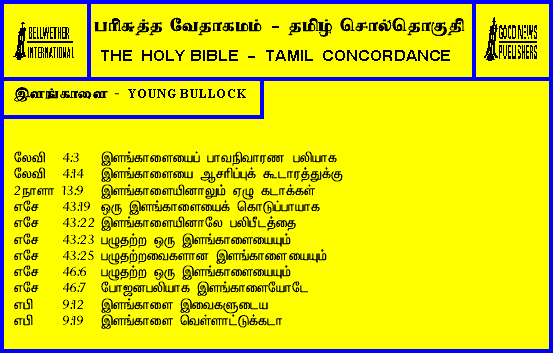 BELLWETHER
INTERNATIONAL
பரிசுத்த வேதாகமம் - தமிழ் சொல்தொகுதி
THE HOLY BIBLE - TAMIL CONCORDANCE
GOOD NEWS
PUBLISHERS
இளங்காளை - YOUNG BULLOCK
லேவி 4:3 இளங்காளையைப் பாவநிவாரண பலியாக
லேவி 4:14 இளங்காளையை ஆசரிப்புக் கூடாரத்துக்கு
2நாளா 13:9 இளங்காளையினாலும் ஏழு கடாக்கள்
எசே 43:19 ஒரு இளங்காளையைக் கொடுப்பாயாக
எசே 43:22 இளங்காளையினாலே பலிபீடத்தை
எசே 43:23 பழுதற்ற ஒரு இளங்காளையையும்
எசே 43:25 பழுதற்றவைகளான இளங்காளையையும்
எசே 46:6 பழுதற்ற ஒரு இளங்காளையையும்
எசே 46:7 போஜனபலியாக இளங்காளையோடே
எபி 9:12 இளங்காளை இவைகளுடைய
எபி 9:19 இளங்காளை வெள்ளாட்டுக்கடா